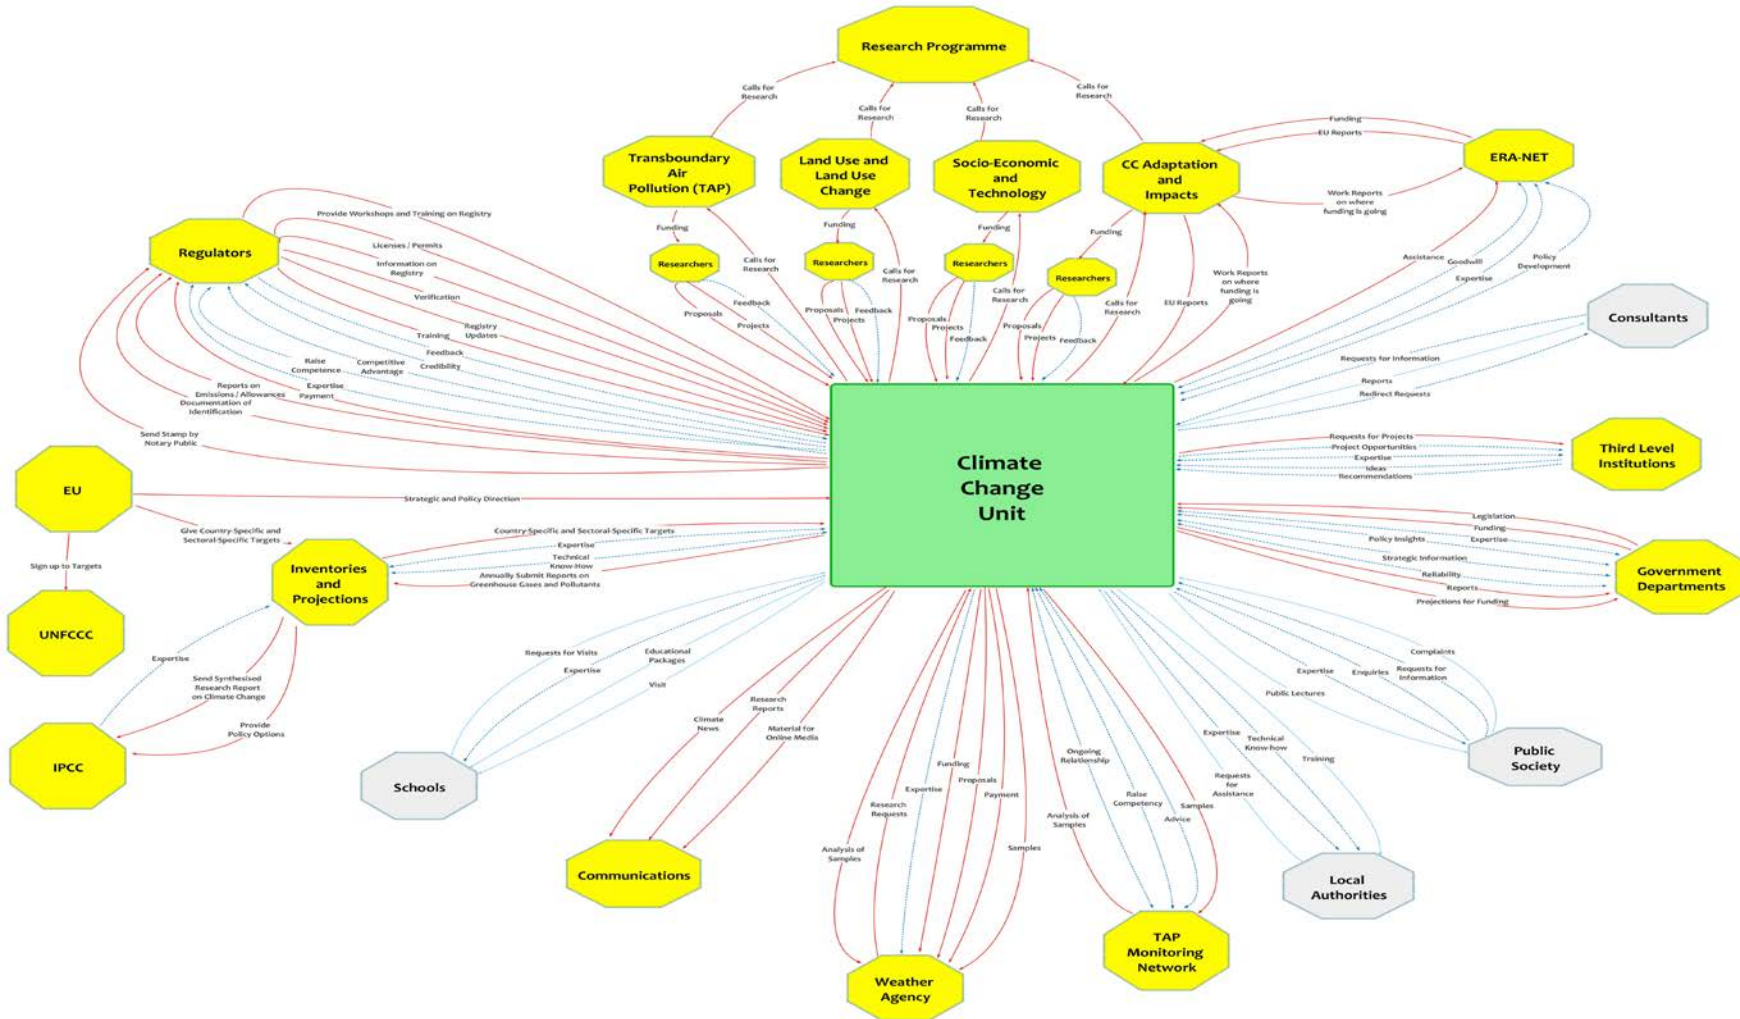 Research Programme
Calls for
Research
Calls for
Research
Calls for
Research
Calls for
Research
Transboundary
Air
Pollution (TAP)
Land Use and
Land Use
Change
Socio-Economic
and
Technology
CC Adaptation
and
Impacts
Funding
EU Reports
ERA-NET
Work Reports
on where
funding is going
Funding
Researchers
Funding
Researchers
Funding
Researchers
Funding
Researchers
Regulators
Provide Workshops and Training on Registry
Licenses / Permits
Information on
Registry
Verification
Training
Registry
Updates
Feedback
Credibility
Competitive
Advantage
Raise
Competence
Expertise
Payment
Reports on
Emissions / Allowances
Documentation of
Identification
Send Stamp by
Notary Public
Calls for
Research
Feedback
Proposals
Projects
Calls for
Research
Proposals
Projects
Feedback
Calls for
Research
Proposals
Projects
Feedback
Proposals
Projects
Feedback
Calls for
Research
EU Reports
Work Reports
on where
funding is
going
Assistance
Goodwill
Expertise
Policy
Development
Consultants
Requests for Information
Reports
Redirect Requests
Climate
Change
Unit
Requests for Projects
Project Opportunities
Expertise
Ideas
Recommendations
Third Level
Institutions
EU
Strategic and Policy Direction
Give Country-Specific and
Sectoral-Specific Targets
Sign up to Targets
UNFCCC
Inventories
and
Projections
Country-Specific and Sectoral-Specific Targets
Expertise
Technical
Know-How
Annually Submit Reports on
Greenhouse Gases and Pollutants
Legislation
Funding
Expertise
Policy Insights
Strategic Information
Reliability
Reports
Projections for Funding
Government
Departments
Expertise
Send Synthesised
Research Report
on Climate Change
Provide
Policy Options
IPCC
Requests for Visits
Expertise
Educational
Packages
Visit
Schools
Climate
News
Research
Reports
Material for
Online Media
Communications
Analysis of
Samples
Research
Requests
Expertise
Funding
Proposals
Payment
Samples
Weather
Agency
Analysis of
Samples
Ongoing
Relationship
Raise
Competency
Advice
Samples
TAP
Monitoring
Network
Requests
for
Assistance
Expertise
Technical
Know-how
Training
Local
Authorities
Public Lectures
Expertise
Enquiries
Requests for
Information
Complaints
Public
Society